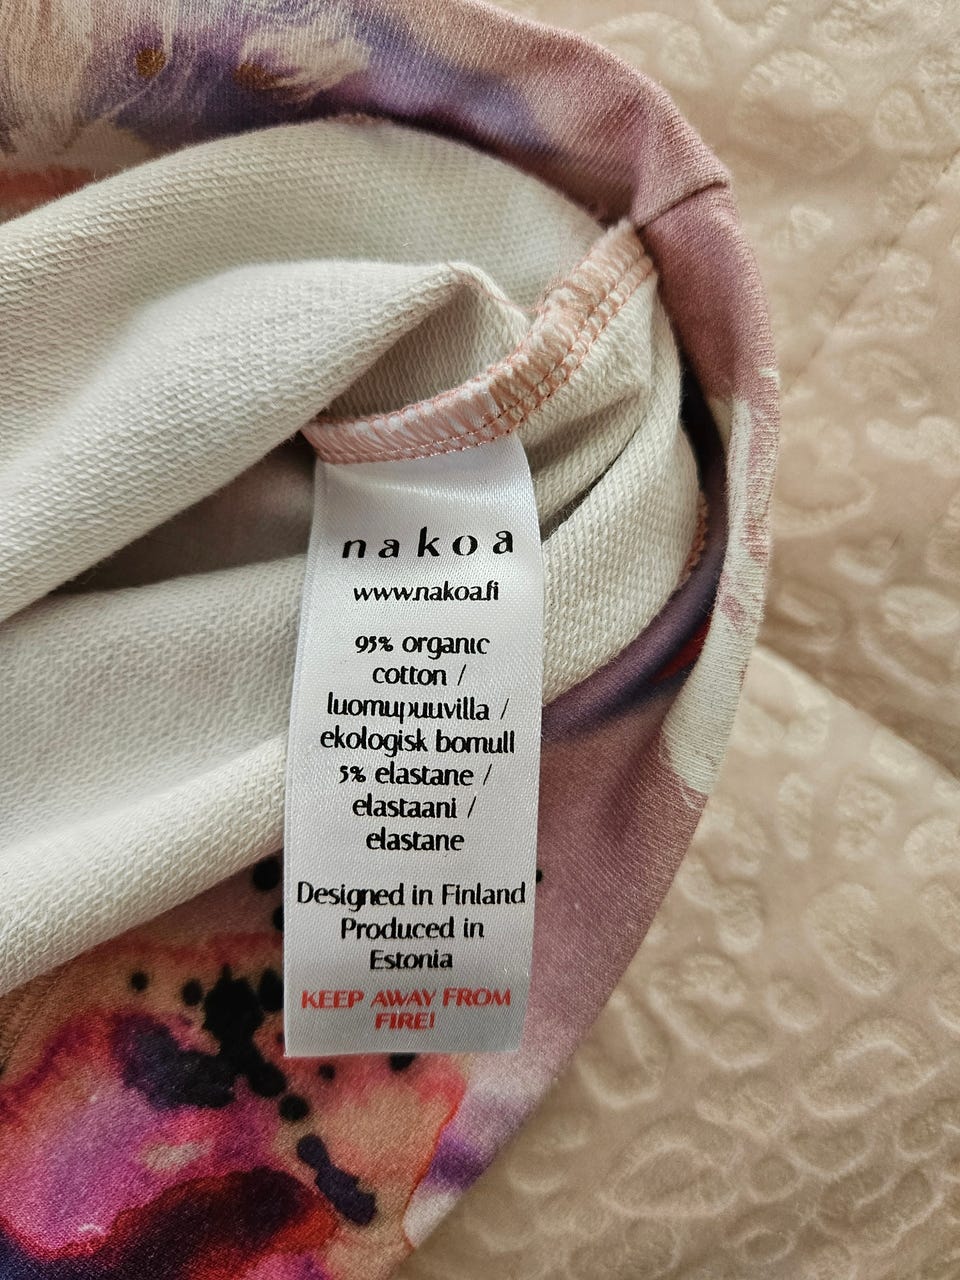 nakoa
www.nakoa.fi
95% organic
cotton /
luomupuuvilla /
ekologisk bomull
5% elastane /
elastaani /
elastane
Designed in Finland
Produced in
Estonia
KEEP AWAY FROM
FIRE!